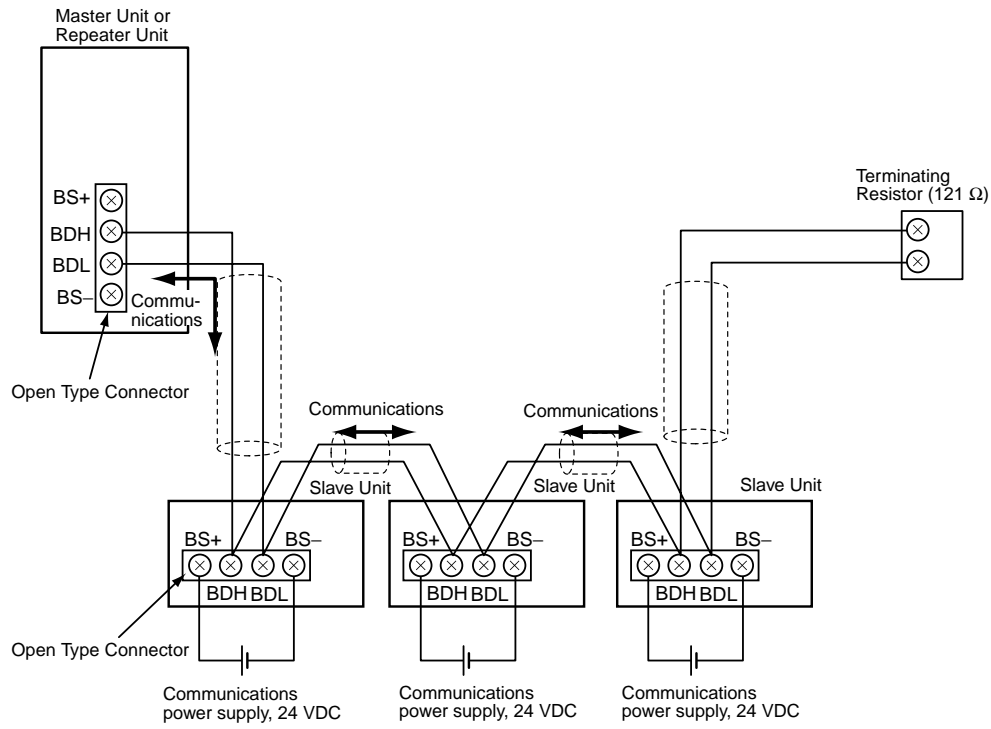 Master Unit or
Repeater Unit
BS+
BDH
BDL
BS–
Commu-
nications
Open Type Connector
Terminating
Resistor (121 Ω)
Communications
Communications
Slave Unit
Slave Unit
Slave Unit
BS+ BS–
BDH BDL
BS+ BS–
BDH BDL
BS+ BS–
BDH BDL
Open Type Connector
Communications
power supply, 24 VDC
Communications
power supply, 24 VDC
Communications
power supply, 24 VDC